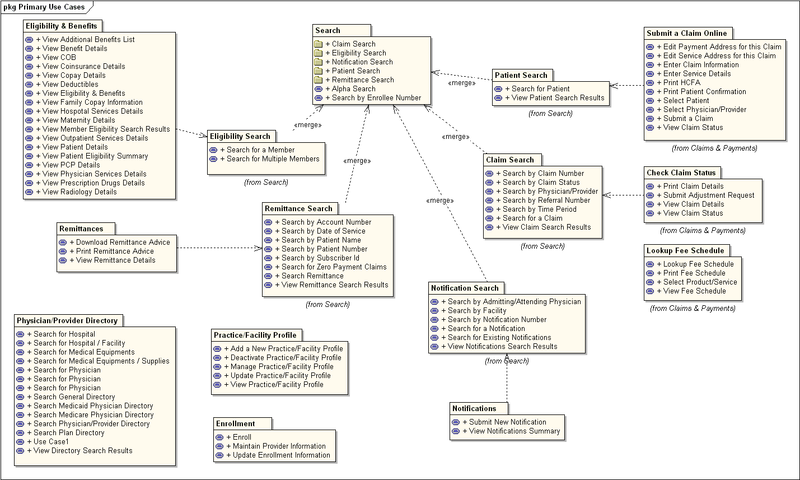 pkg Primary Use Cases
Eligibility & Benefits
+ View Additional Benefits List
+ View Benefit Details
+ View COB
+ View Coinsurance Details
+ View Copay Details
+ View Deductibles
+ View Eligibility & Benefits
+ View Family Copay Information
+ View Hospotal Services Details
+ View Maternity Details
+ View Member Eligibility Search Results
+ View Outpatient Services Details
+ View Patient Details
+ View Patient Eligibility Summary
+ View PCP Details
+ View Physician Services Details
+ View Prescription Drugs Details
+ View Radiology Details
Search
+ Claim Search
+ Eligibility Search
+ Notification Search
+ Patient Search
+ Remittance Search
+ Alpha Search
+ Search by Enrollee Number
Patient Search
+ Search for Patient
+ View Patient Search Results
(from Search)
Submit a Claim Online
+ Edit Payment Address for this Claim
+ Edit Service Address for this Claim
+ Enter Claim Information
+ Enter Service Details
+ Print HCFA
+ Print Patient Confirmation
+ Select Patient
+ Select Physician/Provider
+ Submit a Claim
+ View Claim Status
(from Claims & Payments)
«merge»
«merge»
«merge»
«merge»
«merge»
Eligibility Search
+ Search for a Member
+ Search for Multiple Members
(from Search)
Claim Search
+ Search by Claim Number
+ Search by Claim Status
+ Search by Physician/Provider
+ Search by Referral Number
+ Search by Time Period
+ Search for a Claim
+ View Claim Search Results
(from Search)
Check Claim Status
+ Print Claim Details
+ Submit Adjustment Request
+ View Claim Details
+ View Claim Status
(from Claims & Payments)
Remittances
+ Download Remittance Advice
+ Print Remittance Advice
+ View Remittance Details
Remittance Search
+ Search by Account Number
+ Search by Date of Service
+ Search by Patient Name
+ Search by Patient Number
+ Search by Subscriber Id
+ Search for Zero Payment Claims
+ Search Remittance
+ View Remittance Search Results
(from Search)
Lookup Fee Schedule
+ Lookup Fee Schedule
+ Print Fee Schedule
+ Select Product/Service
+ View Fee Schedule
(from Claims & Payments)
Notification Search
+ Search by Admitting/Attending Physician
+ Search by Facility
+ Search by Notification Number
+ Search for a Notification
+ Search for Existing Notifications
+ View Notifications Search Results
(from Search)
Physician/Provider Directory
+ Search for Hospital
+ Search for Hospital / Facility
+ Search for Medical Equipments
+ Search for Medical Equipments / Supplies
+ Search for Physician
+ Search for Physician
+ Search for Physician
+ Search General Directory
+ Search Medicaid Physician Directory
+ Search Medicare Physician Directory
+ Search Physician/Provider Directory
+ Search Plan Directory
+ Use Case1
+ View Directory Search Results
Practice/Facility Profile
+ Add a New Practice/Facility Profile
+ Deactivate Practice/Facility Profile
+ Manage Practice/Facility Profile
+ Update Practice/Facility Profile
+ View Practice/Facility Profile
Enrollment
+ Enroll
+ Maintain Provider Information
+ Update Enrollment Information
Notifications
+ Submit New Notification
+ View Notifications Summary